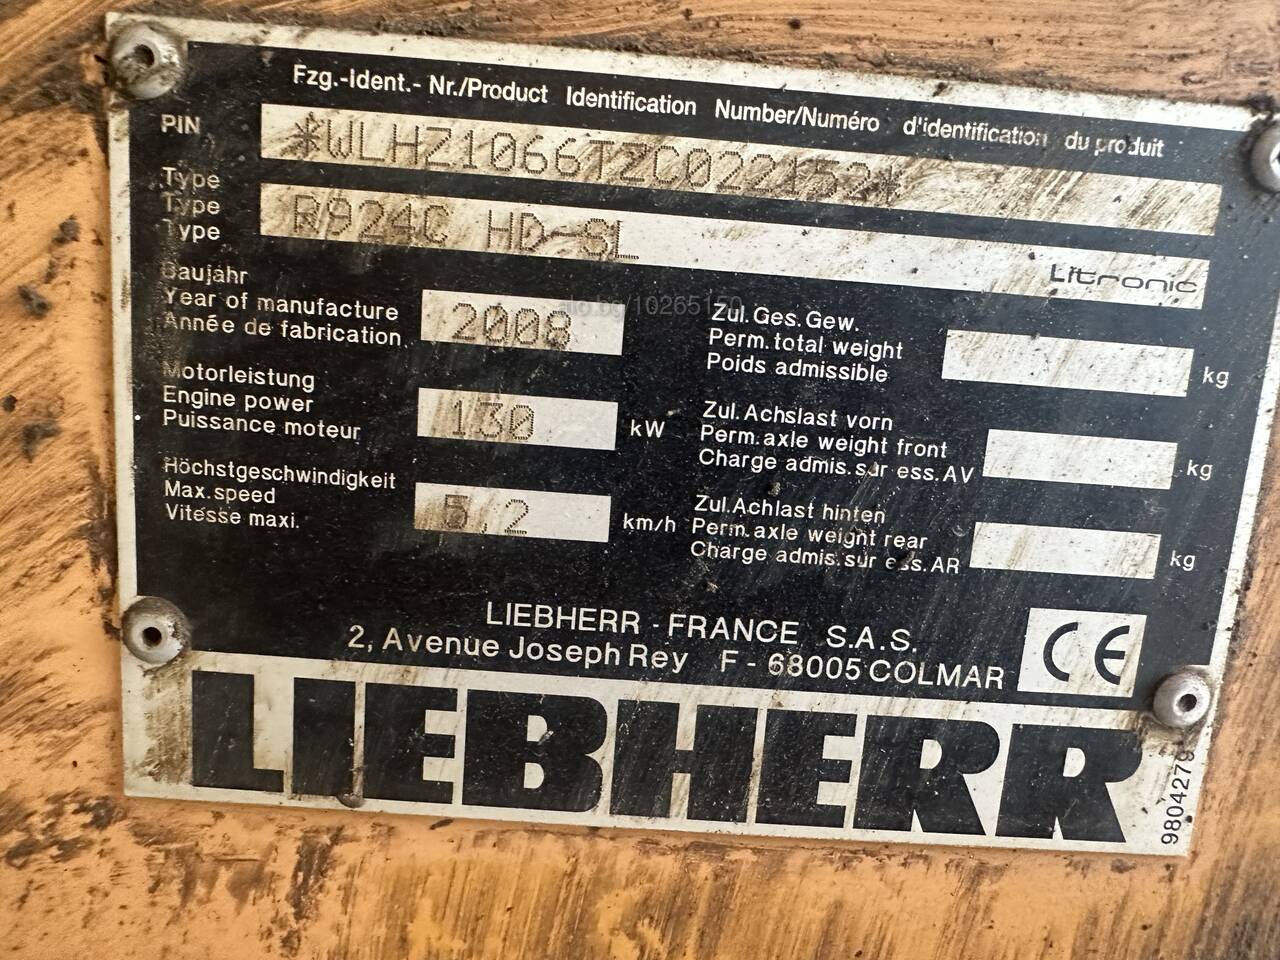 Fzg.-Ident.- Nr./Product Identification Number/Numéro d'identification du produit
PIN *WLHZ1066TZC022152*
Type
Type R924C HD-SL
Type
Litronic
Baujahr
Year of manufacture 2008
Année de fabrication
Motorleistung
Engine power 130 kW
Puissance moteur
Höchstgeschwindigkeit
Max.speed 5,2 km/h
Vitesse maxi.
Zul.Ges.Gew.
Perm.total weight kg
Poids admissible
Zul.Achslast vorn
Perm.axle weight front kg
Charge admis.sur ess.AV
Zul.Achlast hinten
Perm.axle weight rear kg
Charge admis.sur ess.AR
LIEBHERR - FRANCE S.A.S.
2, Avenue Joseph Rey F - 68005 COLMAR
CE
LIEBHERR
9804279